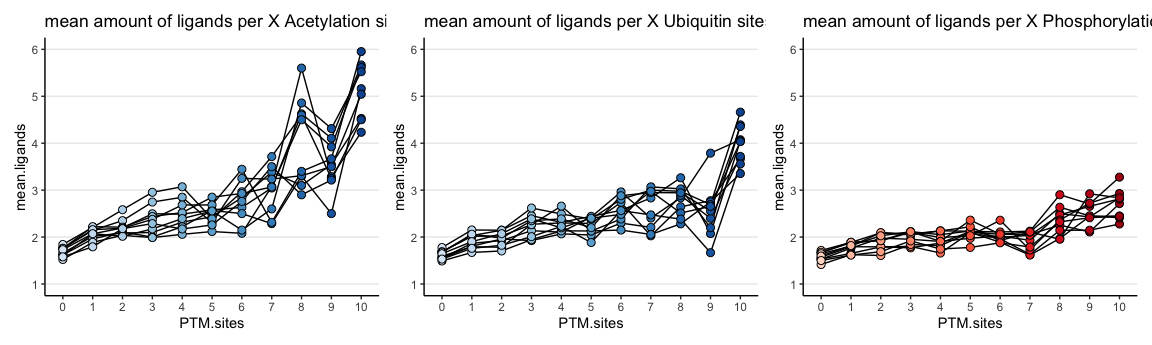 mean amount of ligands per X Acetylation si
6
5
4
3
2
1
mean.ligands
0 1 2 3 4 5 6 7 8 9 10
PTM.sites
mean amount of ligands per X Ubiquitin sites
6
5
4
3
2
1
mean.ligands
0 1 2 3 4 5 6 7 8 9 10
PTM.sites
mean amount of ligands per X Phosphorylatio
6
5
4
3
2
1
mean.ligands
0 1 2 3 4 5 6 7 8 9 10
PTM.sites